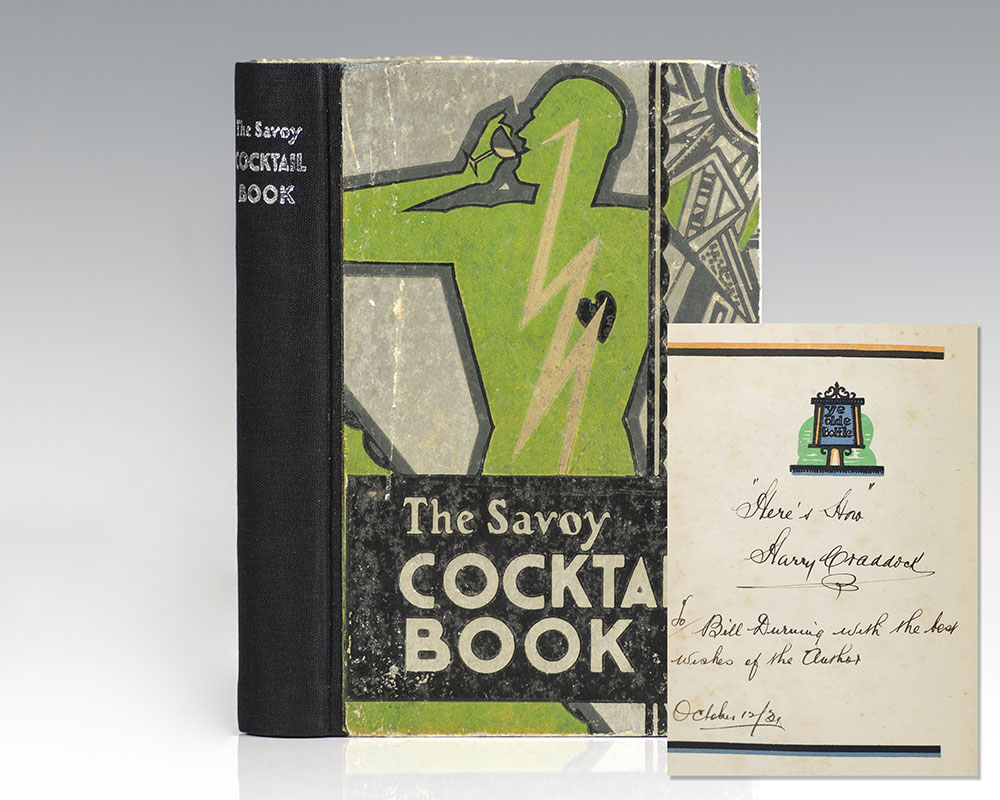 The Savoy
COCKTAIL
BOOK
The Savoy
COCKTAI
BOOK
ye
olde
Bottle
"Here's How"
Harry Craddock
To Bill Durning with the best
wishes of the Author
October 12/31